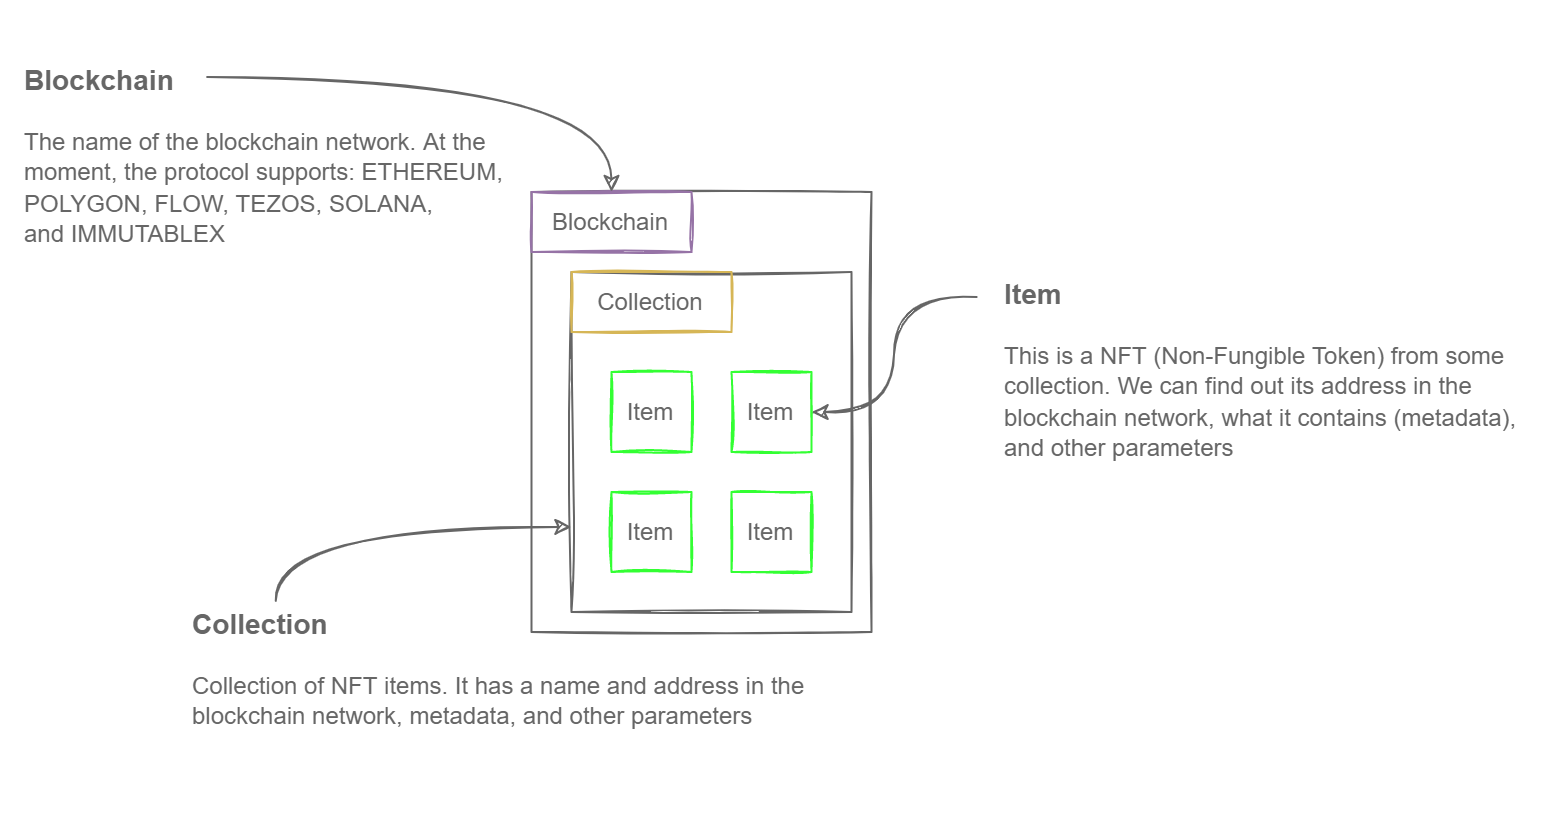 Blockchain
The name of the blockchain network. At the
moment, the protocol supports: ETHEREUM,
POLYGON, FLOW, TEZOS, SOLANA,
and IMMUTABLEX
Blockchain
Collection
Item
Item
Item
Item
Item
This is a NFT (Non-Fungible Token) from some
collection. We can find out its address in the
blockchain network, what it contains (metadata),
and other parameters
Collection
Collection of NFT items. It has a name and address in the
blockchain network, metadata, and other parameters